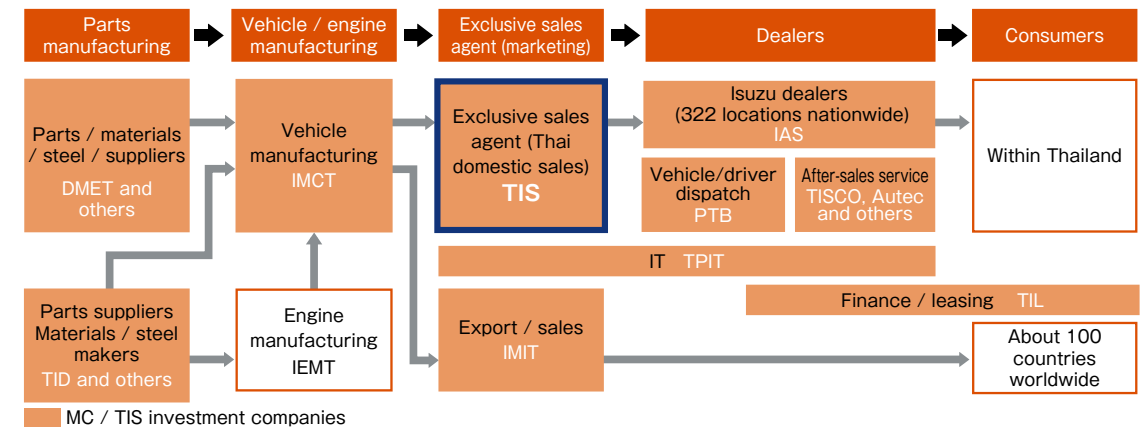 Parts
manufacturing
Vehicle / engine
manufacturing
Exclusive sales
agent (marketing)
Dealers
Consumers
Parts / materials
/ steel / suppliers
DMET and
others
Vehicle
manufacturing
IMCT
Exclusive sales
agent (Thai
domestic sales)
TIS
Isuzu dealers
(322 locations nationwide)
IAS
Vehicle/driver
dispatch
PTB
After-sales service
TISCO, Autec
and others
Within Thailand
IT TPIT
Finance / leasing TIL
Parts suppliers
Materials / steel
makers
TID and others
Engine
manufacturing
IEMT
Export / sales
IMIT
About 100
countries
worldwide
MC / TIS investment companies